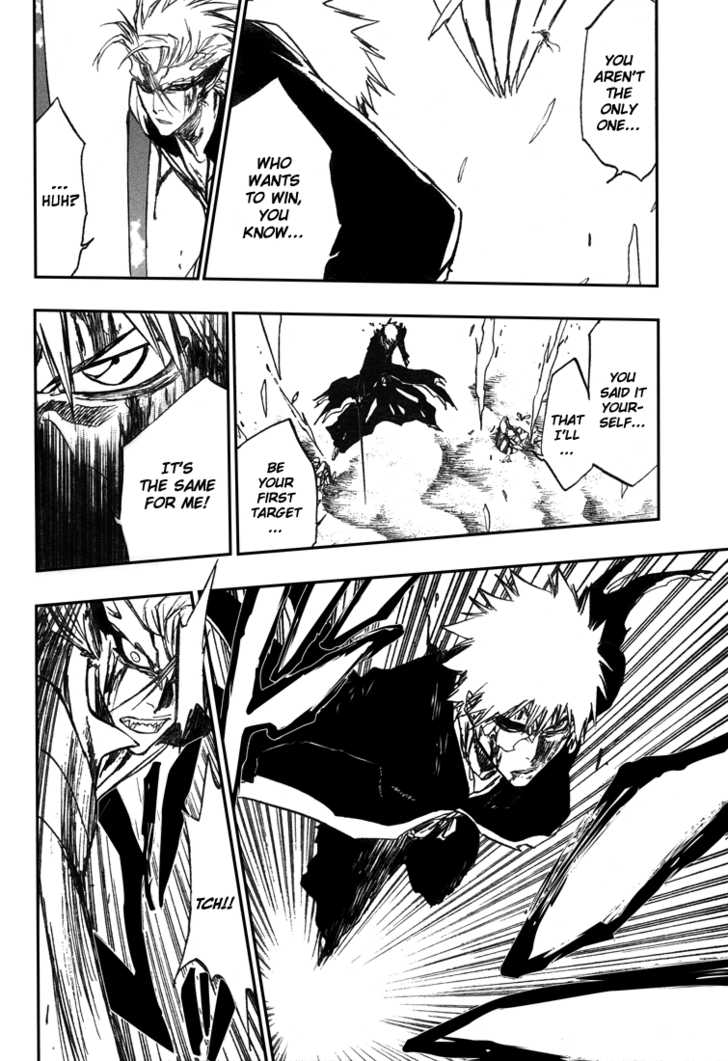 YOU
AREN'T
THE
ONLY
ONE...
WHO
WANTS
TO WIN,
YOU
KNOW...
...
HUH?
YOU
SAID IT
YOUR-
SELF...
THAT
I'LL
...
BE
YOUR
FIRST
TARGET
...
IT'S
THE SAME
FOR ME!
TCH!!